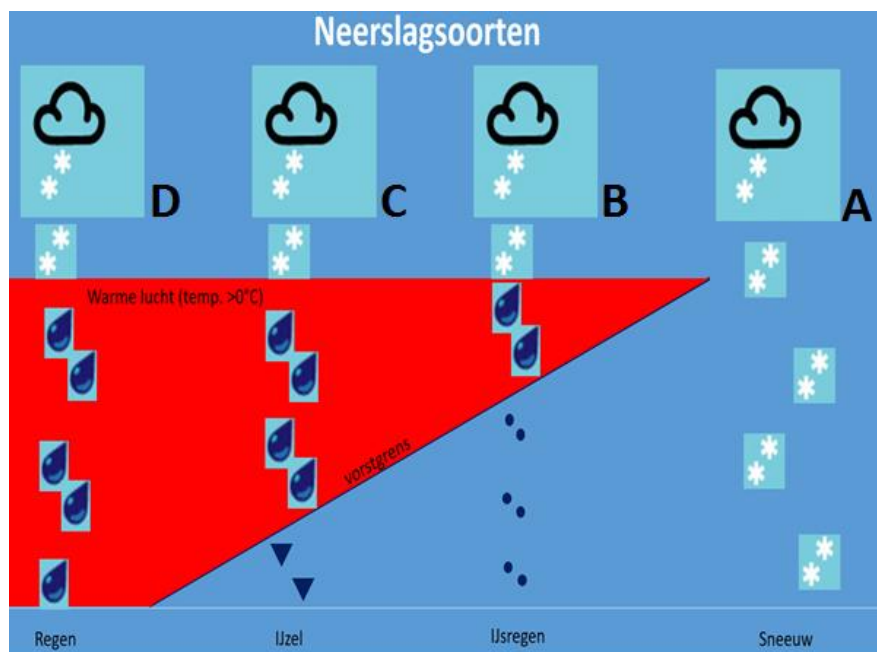 Neerslagsoorten
D C B A
Warme lucht (temp. >0°C)
vorstgrens
Regen IJzel IJsregen Sneeuw